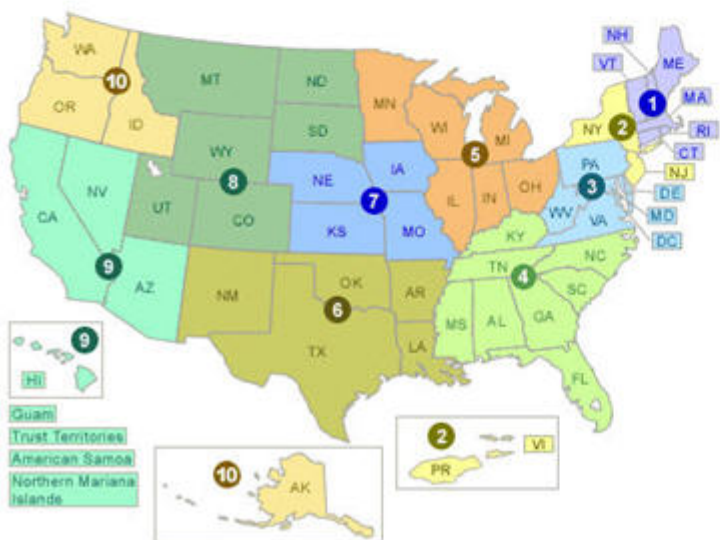 NH
WA
ME
VT
10
MT
ND
MN
MA
OR
1
ID
SD
WI
NY
2
RI
MI
CT
WY
5
PA
NJ
IA
8
NE
3
DE
NV
7
IL
IN
OH
WV
MD
UT
CO
VA
CA
KS
MO
DC
KY
9
NC
TN
4
AZ
OK
AR
NM
SC
6
MS
AL
GA
9
TX
LA
HI
FL
Guam
Trust Territories
2
American Samoa
VI
10
PR
Northern Mariana
Islande
AK